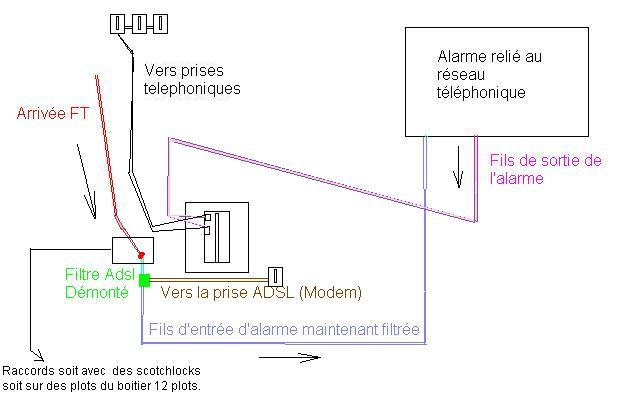 Vers prises
telephoniques
Arrivée FT
Alarme relié au
réseau
téléphonique
Fils de sortie de
l'alarme
Filtre Adsl
Démonté
Vers la prise ADSL (Modem)
Fils d'entrée d'alarme maintenant filtrée
Raccords soit avec des scotchlocks
soit sur des plots du boitier 12 plots.